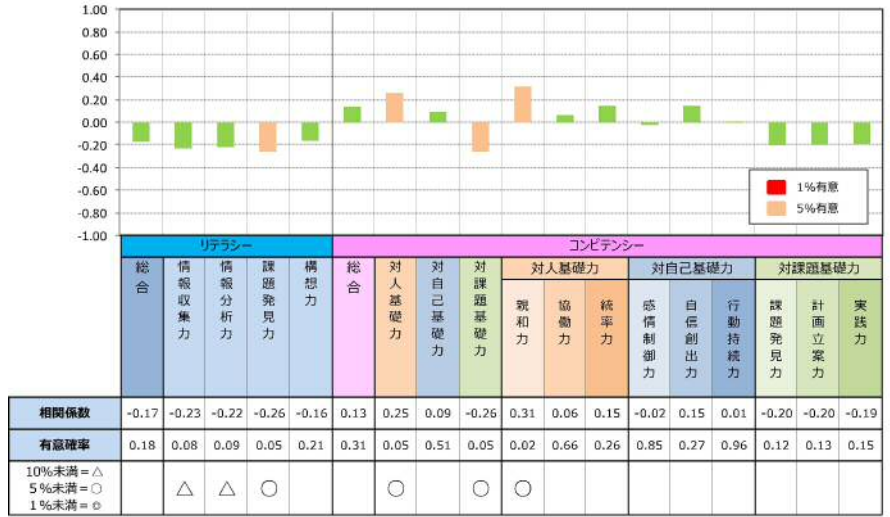 1.00
0.80
0.60
0.40
0.20
0.00
-0.20
-0.40
-0.60
-0.80
-1.00
1%有意
5%有意
リテラシー コンピテンシー
総合 情報収集力 情報分析力 課題発見力 構想力 総合 対人基礎力 対自己基礎力 対課題基礎力 対人基礎力 対自己基礎力 対課題基礎力
親和力 協働力 統率力 感情制御力 自信創出力 行動持続力 課題発見力 計画立案力 実践力
相関係数 -0.17 -0.23 -0.22 -0.26 -0.16 0.13 0.25 0.09 -0.26 0.31 0.06 0.15 -0.02 0.15 0.01 -0.20 -0.20 -0.19
有意確率 0.18 0.08 0.09 0.05 0.21 0.31 0.05 0.51 0.05 0.02 0.66 0.26 0.85 0.27 0.96 0.12 0.13 0.15
10%未満=△
5%未満=○ △ △ ○ ○ ○ ○
1%未満=◎